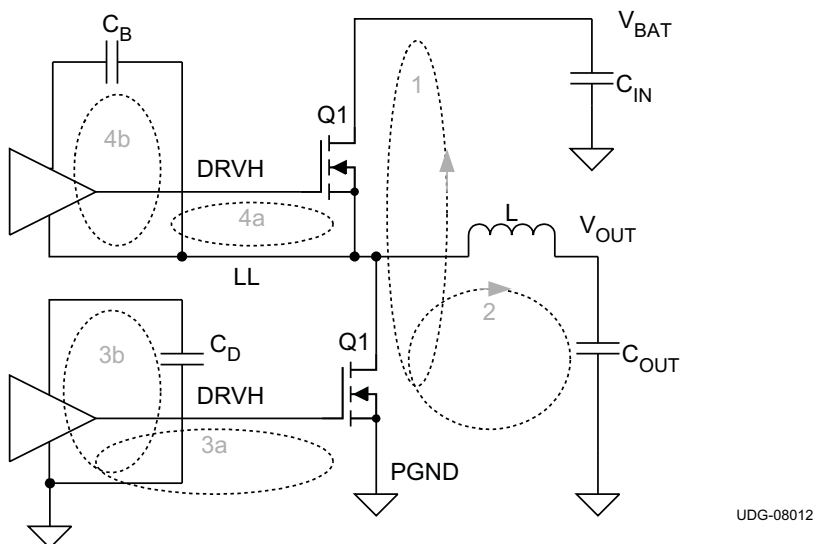 C_B
V_BAT
1
C_IN
Q1
4b
DRVH
4a
L
V_OUT
LL
2
3b
C_D
Q1
C_OUT
DRVH
3a
PGND
UDG-08012